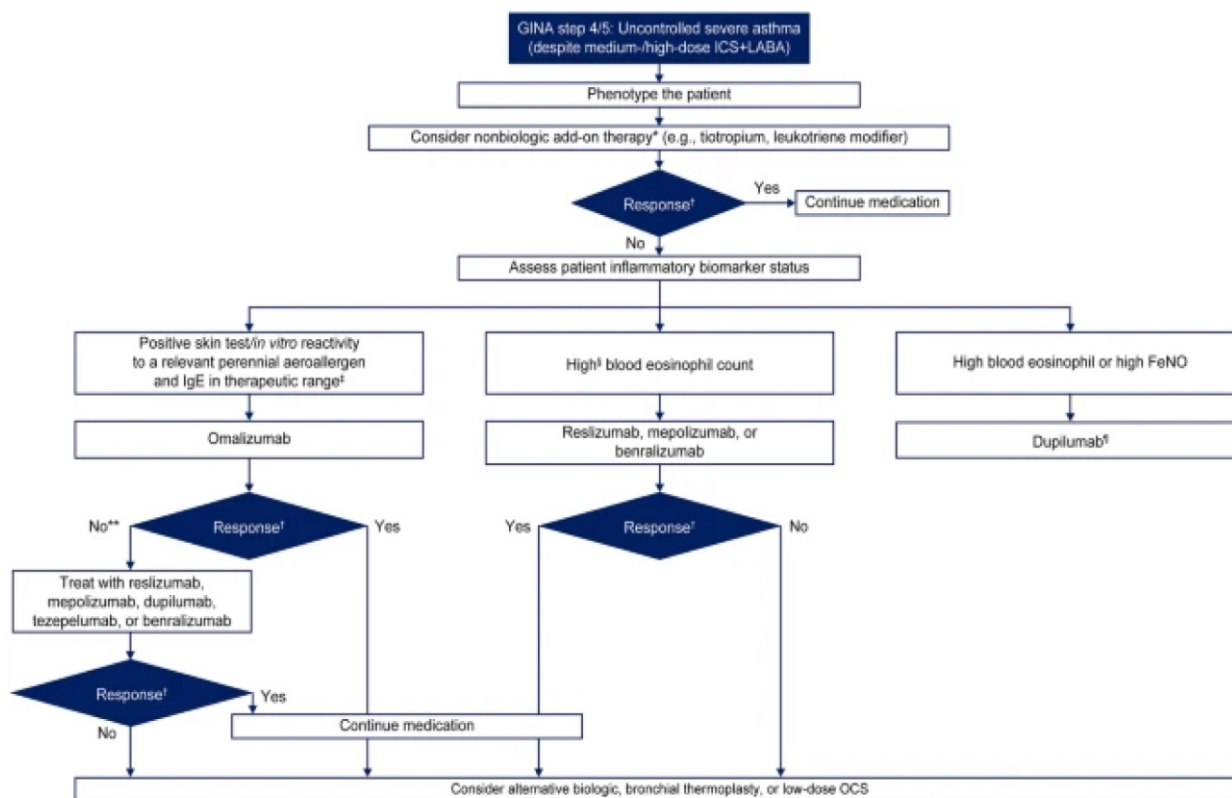 GINA step 4/5: Uncontrolled severe asthma
(despite medium-/high-dose ICS+LABA)
Phenotype the patient
Consider nonbiologic add-on therapy* (e.g., tiotropium, leukotriene modifier)
Response†
Yes
Continue medication
No
Assess patient inflammatory biomarker status
Positive skin test/in vitro reactivity
to a relevant perennial aeroallergen
and IgE in therapeutic range‡
High§ blood eosinophil count
High blood eosinophil or high FeNO
Omalizumab
Reslizumab, mepolizumab, or
benralizumab
Dupilumab¶
No**
Response†
Yes
Yes
Response†
No
Treat with reslizumab,
mepolizumab, dupilumab,
tezepelumab, or benralizumab
Response†
Yes
No
Continue medication
Consider alternative biologic, bronchial thermoplasty, or low-dose OCS